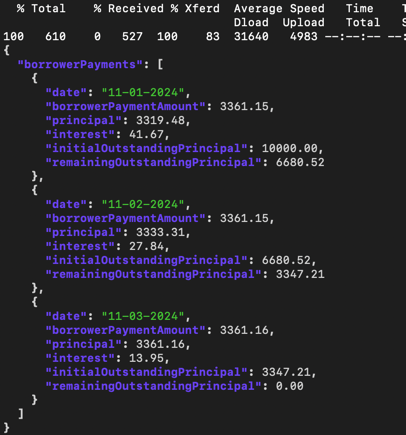 % Total    % Received % Xferd  Average Speed   Time    T
Dload  Upload   Total   S
100   610    0   527  100    83  31640   4983 --:--:-- --:
{
  "borrowerPayments": [
    {
      "date": "11-01-2024",
      "borrowerPaymentAmount": 3361.15,
      "principal": 3319.48,
      "interest": 41.67,
      "initialOutstandingPrincipal": 10000.00,
      "remainingOutstandingPrincipal": 6680.52
    },
    {
      "date": "11-02-2024",
      "borrowerPaymentAmount": 3361.15,
      "principal": 3333.31,
      "interest": 27.84,
      "initialOutstandingPrincipal": 6680.52,
      "remainingOutstandingPrincipal": 3347.21
    },
    {
      "date": "11-03-2024",
      "borrowerPaymentAmount": 3361.16,
      "principal": 3361.16,
      "interest": 13.95,
      "initialOutstandingPrincipal": 3347.21,
      "remainingOutstandingPrincipal": 0.00
    }
  ]
}